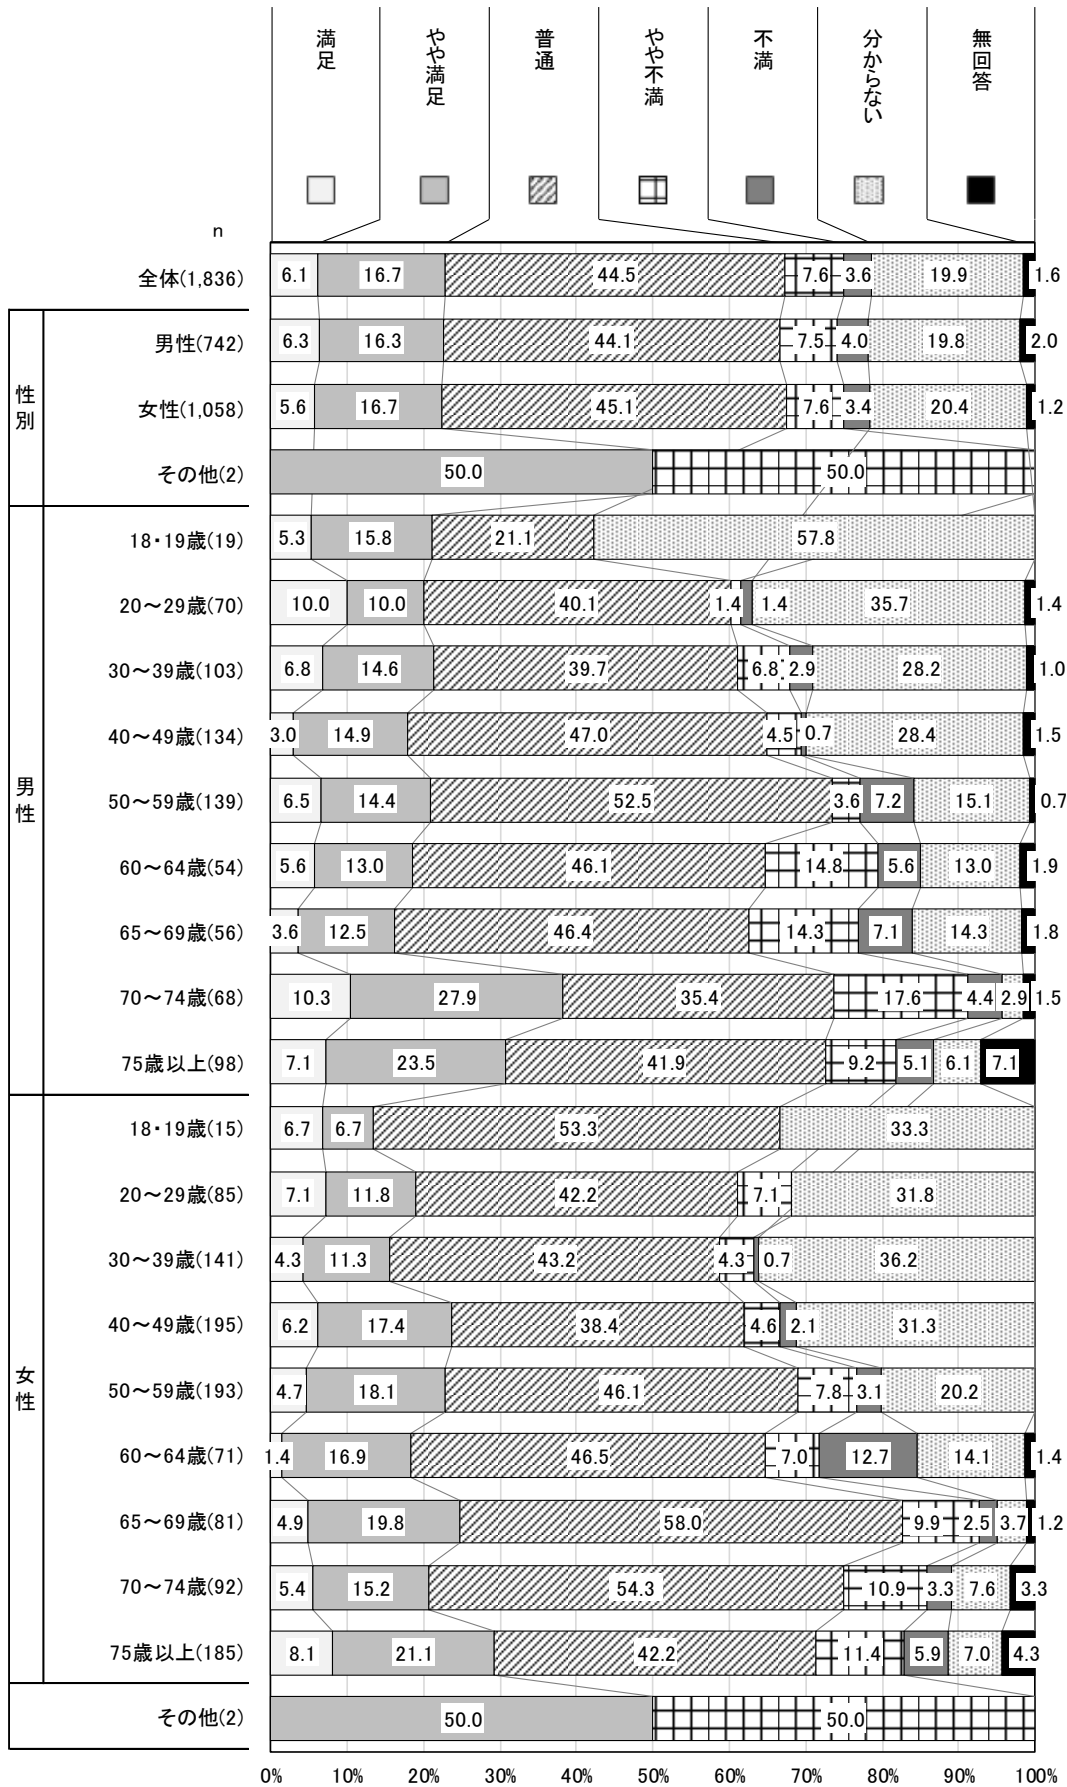 満足
やや満足
普通
やや不満
不満
分からない
無回答
n
全体(1,836) 6.1 16.7 44.5 7.6 3.6 19.9 1.6
性別
男性(742) 6.3 16.3 44.1 7.5 4.0 19.8 2.0
女性(1,058) 5.6 16.7 45.1 7.6 3.4 20.4 1.2
その他(2) 50.0 50.0
男性
18・19歳(19) 5.3 15.8 21.1 57.8
20～29歳(70) 10.0 10.0 40.1 1.4 1.4 35.7 1.4
30～39歳(103) 6.8 14.6 39.7 6.8 2.9 28.2 1.0
40～49歳(134) 3.0 14.9 47.0 4.5 0.7 28.4 1.5
50～59歳(139) 6.5 14.4 52.5 3.6 7.2 15.1 0.7
60～64歳(54) 5.6 13.0 46.1 14.8 5.6 13.0 1.9
65～69歳(56) 3.6 12.5 46.4 14.3 7.1 14.3 1.8
70～74歳(68) 10.3 27.9 35.4 17.6 4.4 2.9 1.5
75歳以上(98) 7.1 23.5 41.9 9.2 5.1 6.1 7.1
女性
18・19歳(15) 6.7 6.7 53.3 33.3
20～29歳(85) 7.1 11.8 42.2 7.1 31.8
30～39歳(141) 4.3 11.3 43.2 4.3 0.7 36.2
40～49歳(195) 6.2 17.4 38.4 4.6 2.1 31.3
50～59歳(193) 4.7 18.1 46.1 7.8 3.1 20.2
60～64歳(71) 1.4 16.9 46.5 7.0 12.7 14.1 1.4
65～69歳(81) 4.9 19.8 58.0 9.9 2.5 3.7 1.2
70～74歳(92) 5.4 15.2 54.3 10.9 3.3 7.6 3.3
75歳以上(185) 8.1 21.1 42.2 11.4 5.9 7.0 4.3
その他(2) 50.0 50.0
0% 10% 20% 30% 40% 50% 60% 70% 80% 90% 100%